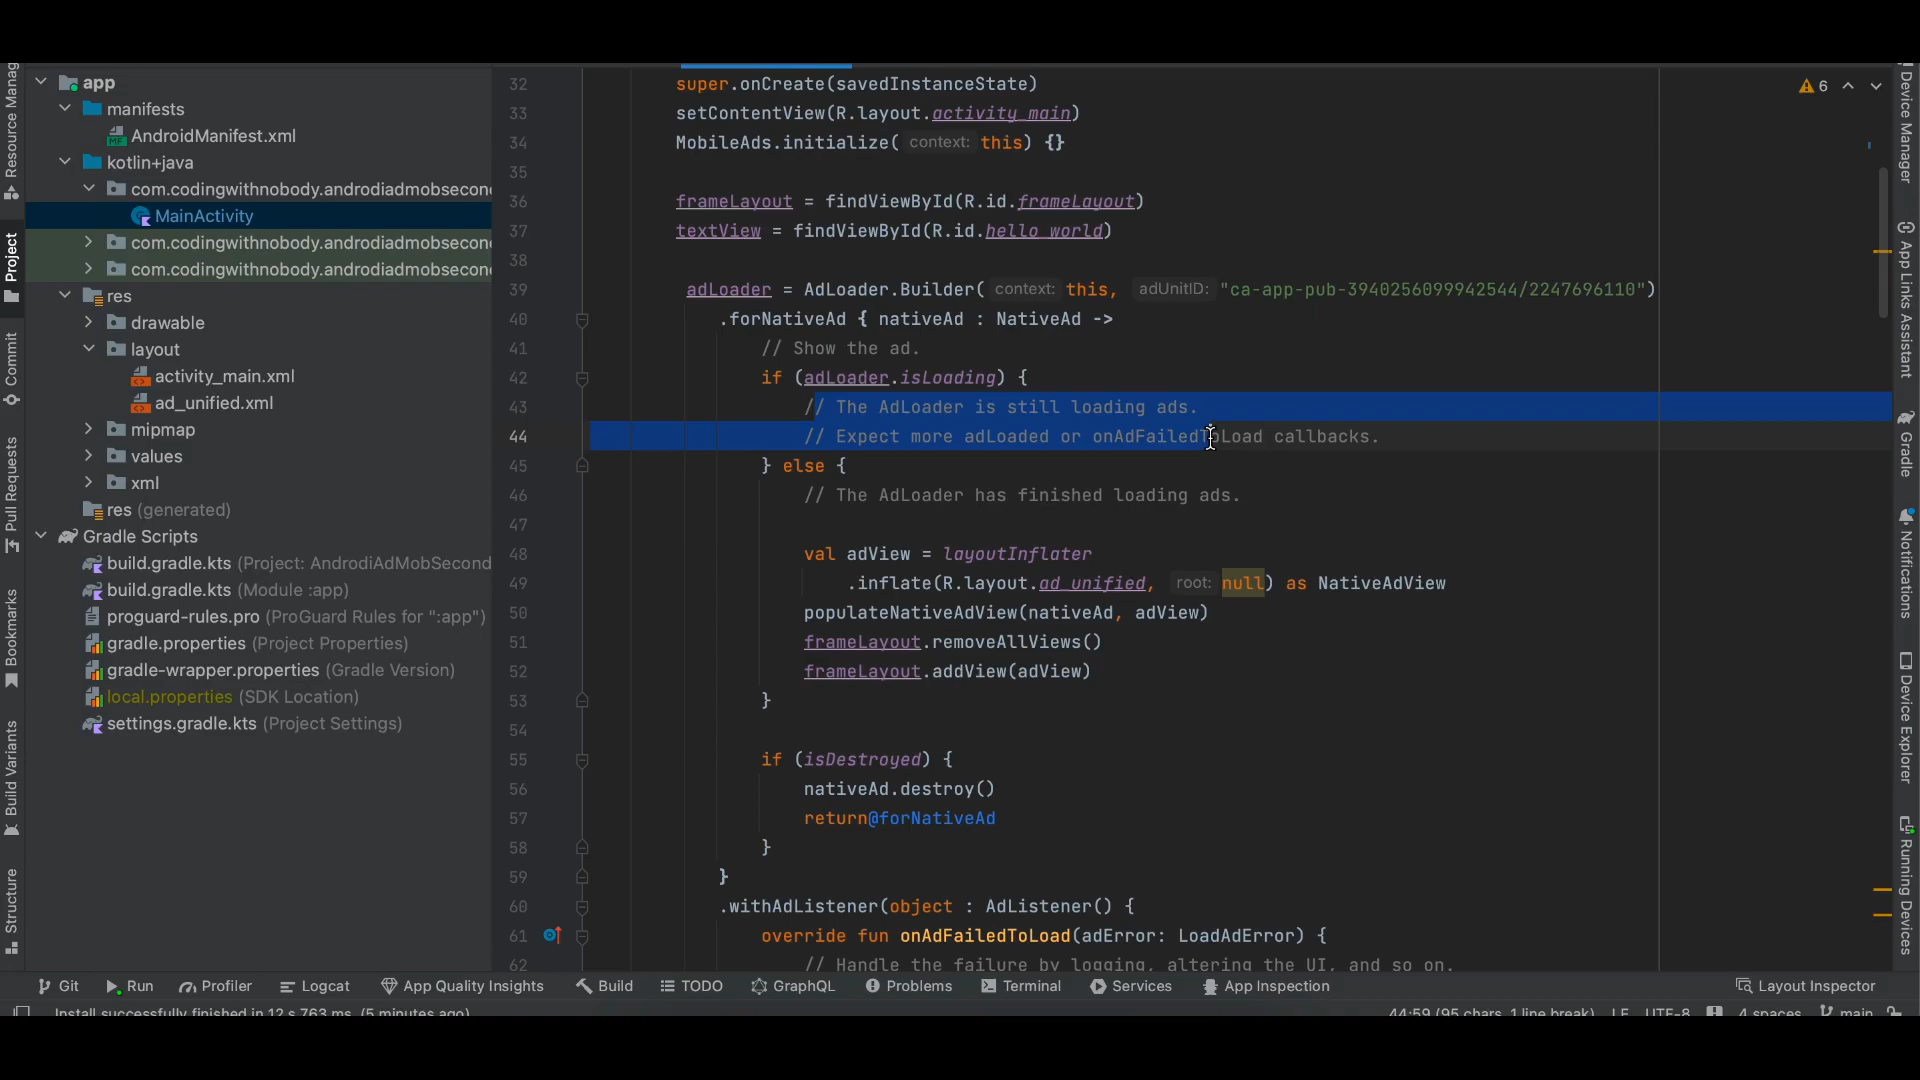 Resource Manag
Project
Commit
Pull Requests
Bookmarks
Build Variants
Structure
app
manifests
AndroidManifest.xml
kotlin+java
com.codingwithnobody.androdiadmobsecon
MainActivity
com.codingwithnobody.androdiadmobsecon
com.codingwithnobody.androdiadmobsecon
res
drawable
layout
activity_main.xml
ad_unified.xml
mipmap
values
xml
res (generated)
Gradle Scripts
build.gradle.kts (Project: AndrodiAdMobSecond
build.gradle.kts (Module :app)
proguard-rules.pro (ProGuard Rules for ":app")
gradle.properties (Project Properties)
gradle-wrapper.properties (Gradle Version)
local.properties (SDK Location)
settings.gradle.kts (Project Settings)
32 super.onCreate(savedInstanceState)
33 setContentView(R.layout.activity_main)
34 MobileAds.initialize( context: this) {}
35
36 frameLayout = findViewById(R.id.frameLayout)
37 textView = findViewById(R.id.hello_world)
38
39 adLoader = AdLoader.Builder( context: this, adUnitID: "ca-app-pub-3940256099942544/2247696110")
40 .forNativeAd { nativeAd : NativeAd ->
41 // Show the ad.
42 if (adLoader.isLoading) {
43 // The AdLoader is still loading ads.
44 // Expect more adLoaded or onAdFailedToLoad callbacks.
45 } else {
46 // The AdLoader has finished loading ads.
47
48 val adView = layoutInflater
49 .inflate(R.layout.ad_unified, root: null) as NativeAdView
50 populateNativeAdView(nativeAd, adView)
51 frameLayout.removeAllViews()
52 frameLayout.addView(adView)
53 }
54
55 if (isDestroyed) {
56 nativeAd.destroy()
57 return@forNativeAd
58 }
59 }
60 .withAdListener(object : AdListener() {
61 override fun onAdFailedToLoad(adError: LoadAdError) {
62 // Handle the failure by logging, altering the UI, and so on.
6
Device Manager
App Links Assistant
Gradle
Notifications
Device Explorer
Running Devices
Git Run Profiler Logcat App Quality Insights Build TODO GraphQL Problems Terminal Services App Inspection Layout Inspector
Install successfully finished in 12 s 763 ms. (5 minutes ago) 44:59 (95 chars, 1 line break) LF UTF-8 4 spaces main